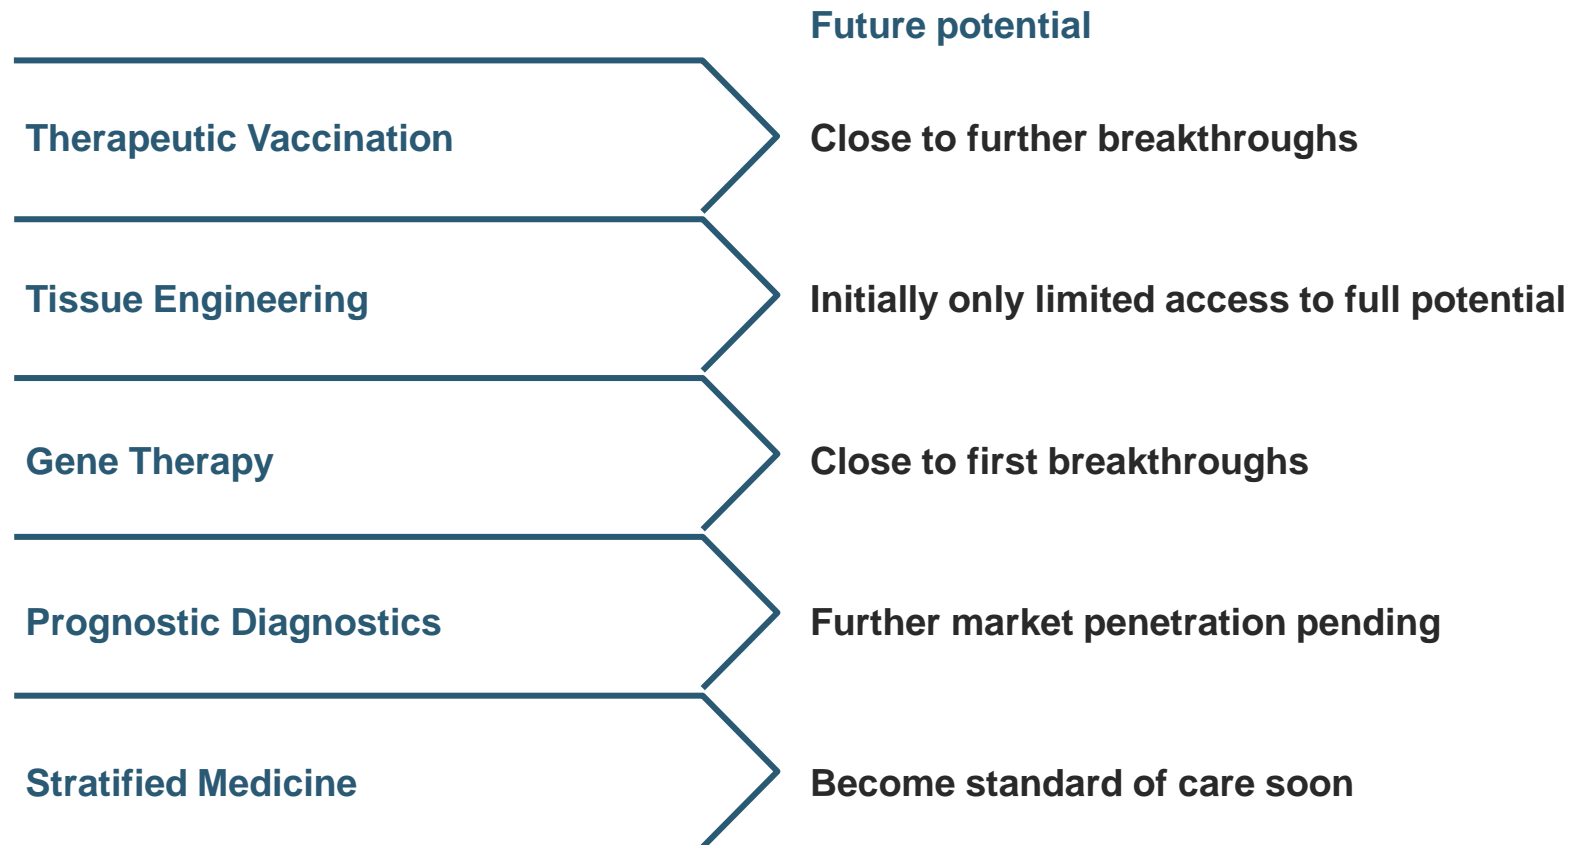 Future potential
Therapeutic Vaccination
Close to further breakthroughs
Tissue Engineering
Initially only limited access to full potential
Gene Therapy
Close to first breakthroughs
Prognostic Diagnostics
Further market penetration pending
Stratified Medicine
Become standard of care soon